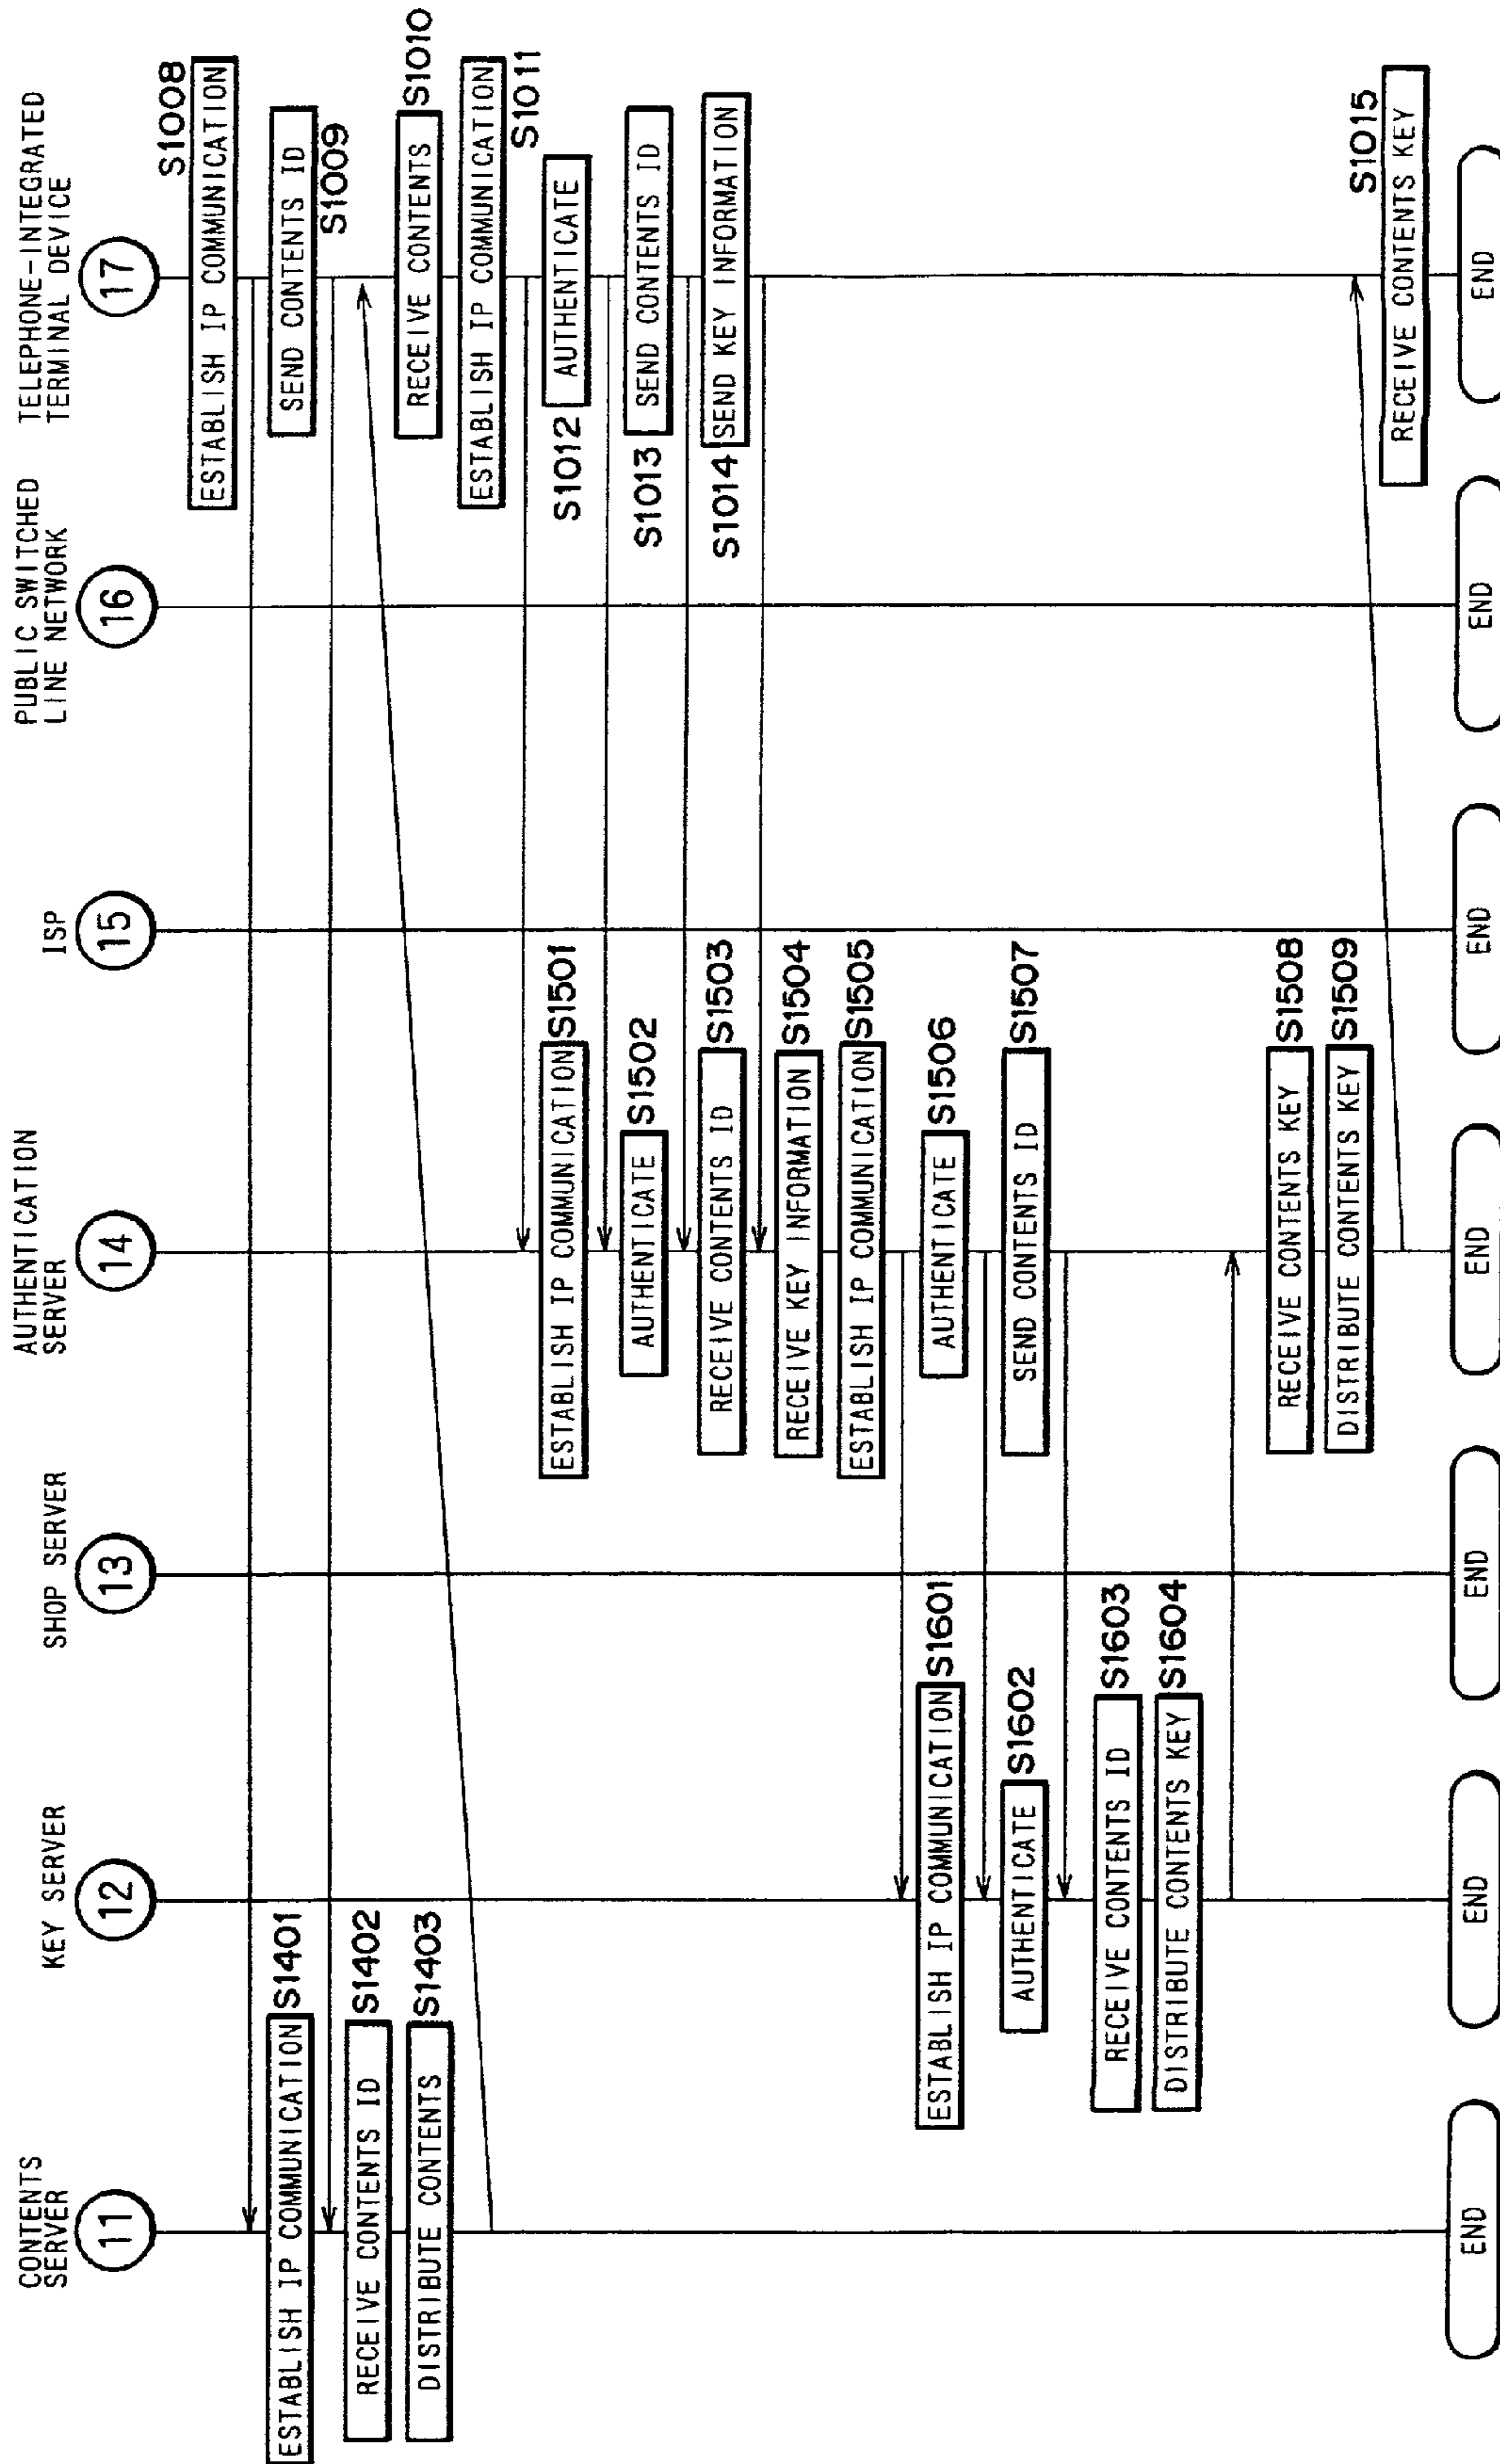 CONTENTS
SERVER
11
KEY SERVER
12
SHOP SERVER
13
AUTHENTICATION
SERVER
14
ISP
15
PUBLIC SWITCHED
LINE NETWORK
16
TELEPHONE-INTEGRATED
TERMINAL DEVICE
17
ESTABLISH IP COMMUNICATION S1008
SEND CONTENTS ID
S1009
ESTABLISH IP COMMUNICATION S1401
RECEIVE CONTENTS ID S1402
DISTRIBUTE CONTENTS S1403
RECEIVE CONTENTS S1010
ESTABLISH IP COMMUNICATION
S1011
S1012 AUTHENTICATE
S1013 SEND CONTENTS ID
S1014 SEND KEY INFORMATION
ESTABLISH IP COMMUNICATION S1501
AUTHENTICATE S1502
RECEIVE CONTENTS ID S1503
RECEIVE KEY INFORMATION S1504
ESTABLISH IP COMMUNICATION S1505
AUTHENTICATE S1506
SEND CONTENTS ID S1507
ESTABLISH IP COMMUNICATION S1601
AUTHENTICATE S1602
RECEIVE CONTENTS ID S1603
DISTRIBUTE CONTENTS KEY S1604
RECEIVE CONTENTS KEY S1508
DISTRIBUTE CONTENTS KEY S1509
RECEIVE CONTENTS KEY S1015
END
END
END
END
END
END
END